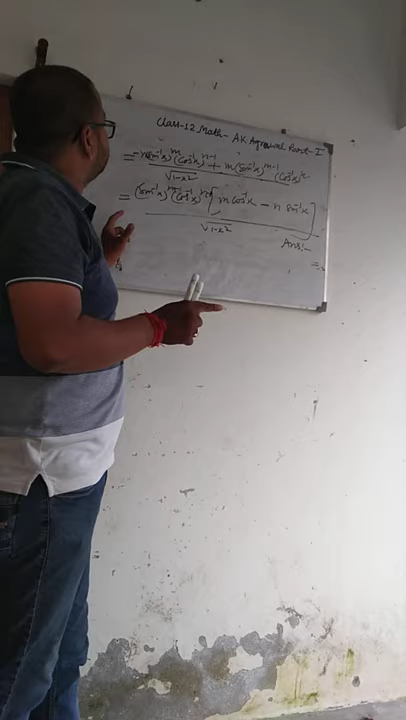 Class-12 Math- A.K Agrawal Part-I
= -n(sin⁻¹x)^m (cos⁻¹x)^n-1 + m(sin⁻¹x)^m-1 (cos⁻¹x)^n
√1-x²
= (sin⁻¹x)^m-1 (cos⁻¹x)^n-1 [m cos⁻¹x - n sin⁻¹x]
√1-x²
Ans:-